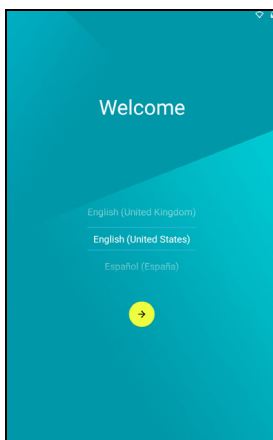 Welcome
English (United Kingdom)
English (United States)
Español (España)